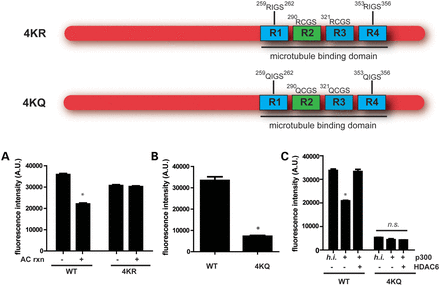 259RIGS262
290RCGS
RCGS
353RIGS356
4KR
R1
R2
R3
R4
microtubule binding domain
259QIGS262
290QCGS
QCGS
353QIGS356
4KQ
R1
R2
R3
R4
microtubule binding domain
A
fluorescence intensity (A.U.)
40000
30000
20000
10000
0
*
AC rxn
- + - +
WT
4KR
B
fluorescence intensity (A.U.)
40000
30000
20000
10000
0
*
WT
4KQ
C
fluorescence intensity (A.U.)
40000
30000
20000
10000
0
*
n.s.
h.i. + + h.i. + + p300
+ + HDAC6
WT
4KQ